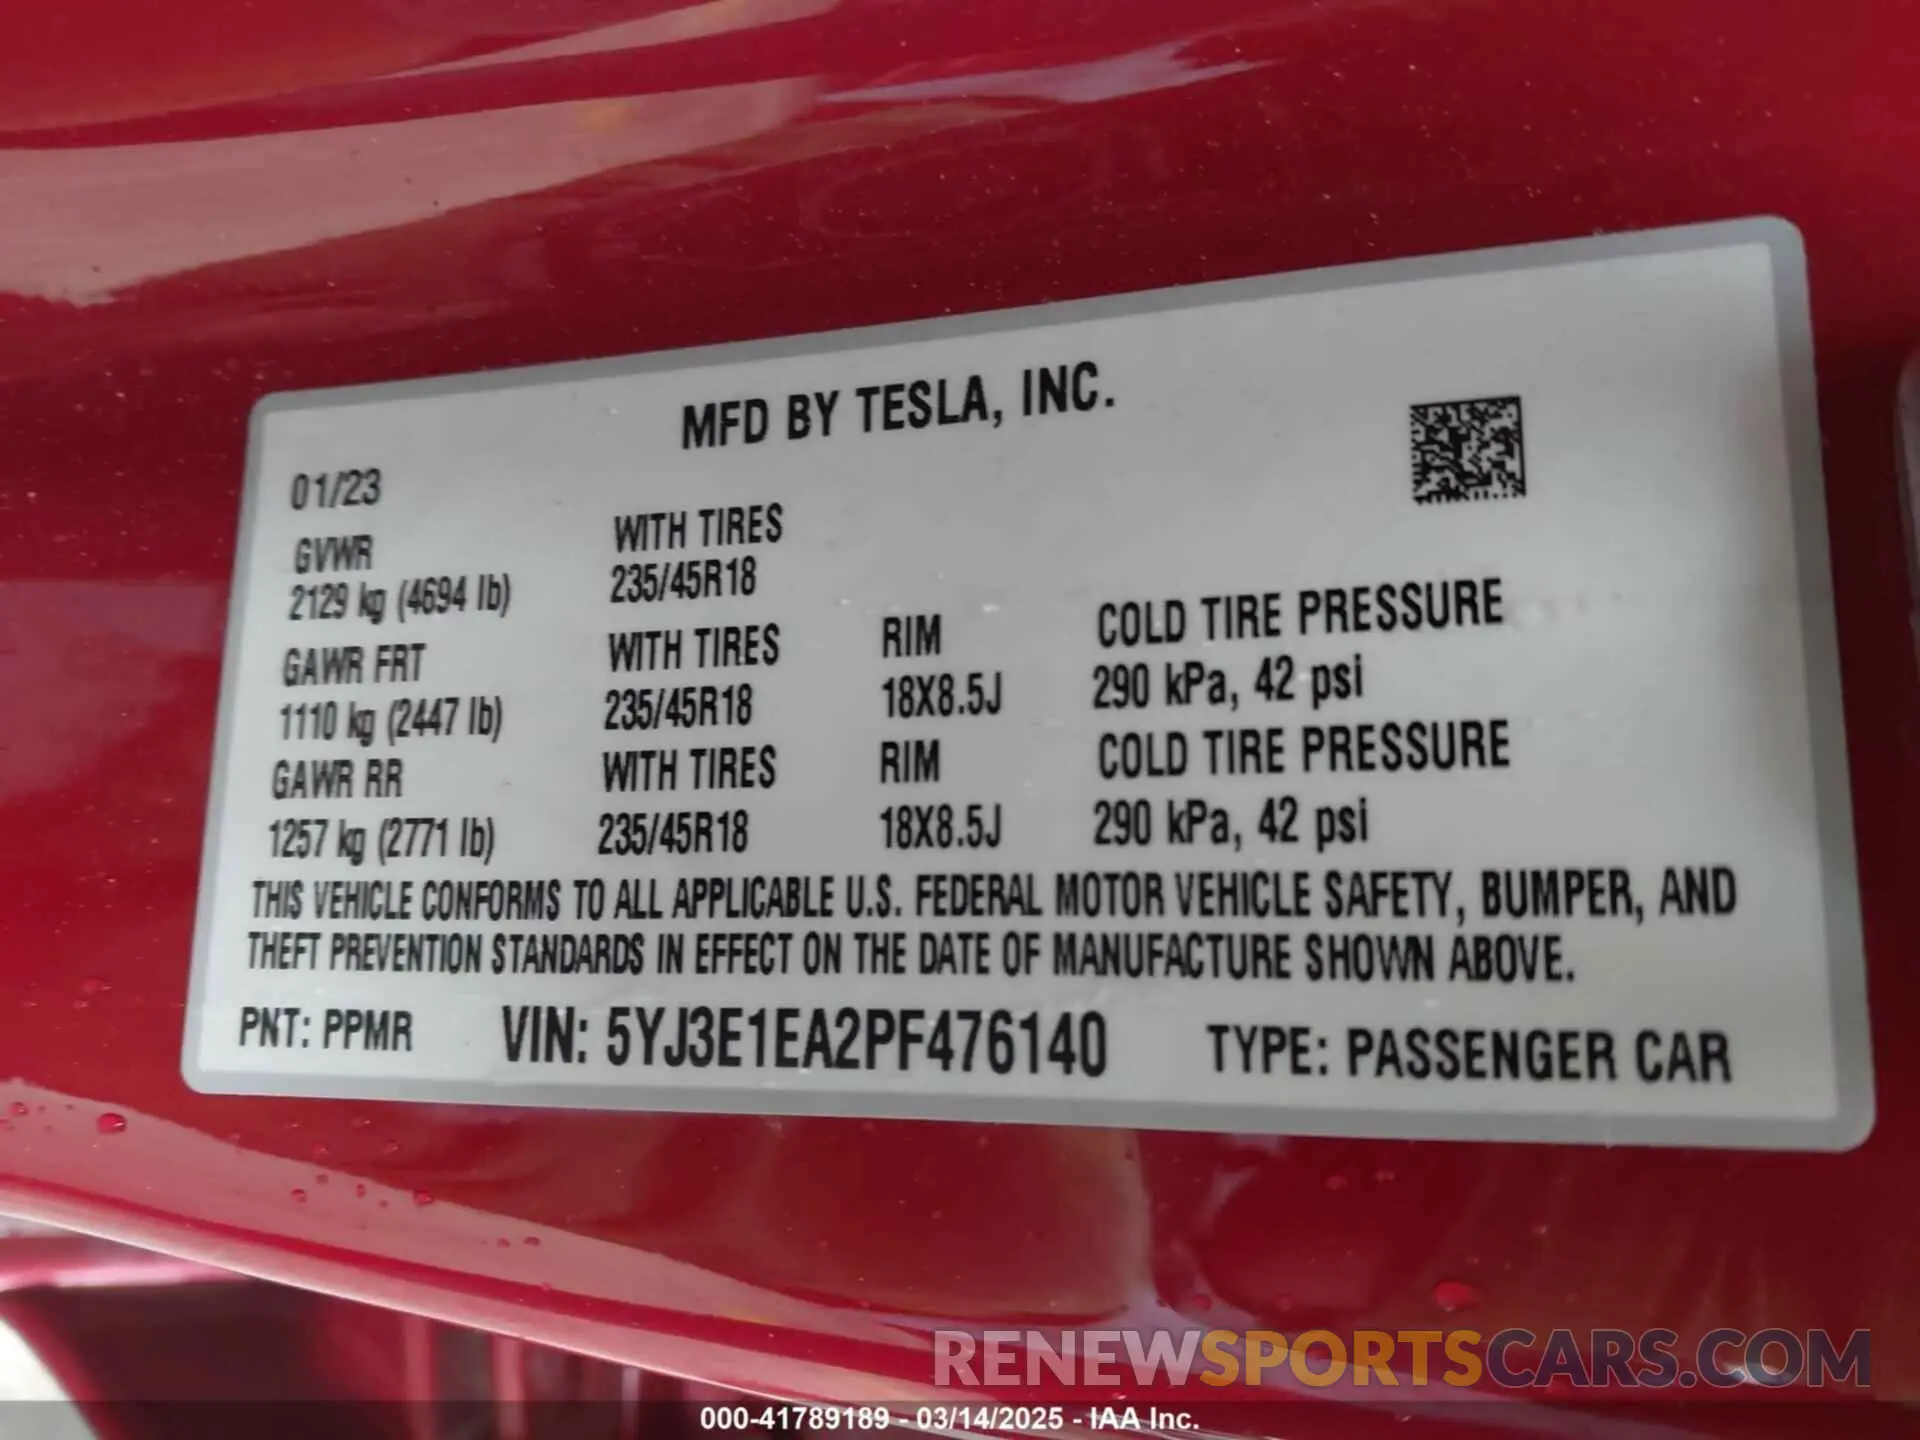 MFD BY TESLA, INC.
01/23
GVWR WITH TIRES
2129 kg (4694 lb) 235/45R18
GAWR FRT WITH TIRES RIM COLD TIRE PRESSURE
1110 kg (2447 lb) 235/45R18 18X8.5J 290 kPa, 42 psi
GAWR RR WITH TIRES RIM COLD TIRE PRESSURE
1257 kg (2771 lb) 235/45R18 18X8.5J 290 kPa, 42 psi
THIS VEHICLE CONFORMS TO ALL APPLICABLE U.S. FEDERAL MOTOR VEHICLE SAFETY, BUMPER, AND
THEFT PREVENTION STANDARDS IN EFFECT ON THE DATE OF MANUFACTURE SHOWN ABOVE.
PNT: PPMR VIN: 5YJ3E1EA2PF476140 TYPE: PASSENGER CAR
RENEWSPORTSCARS.COM
000-41789189 - 03/14/2025 - IAA Inc.